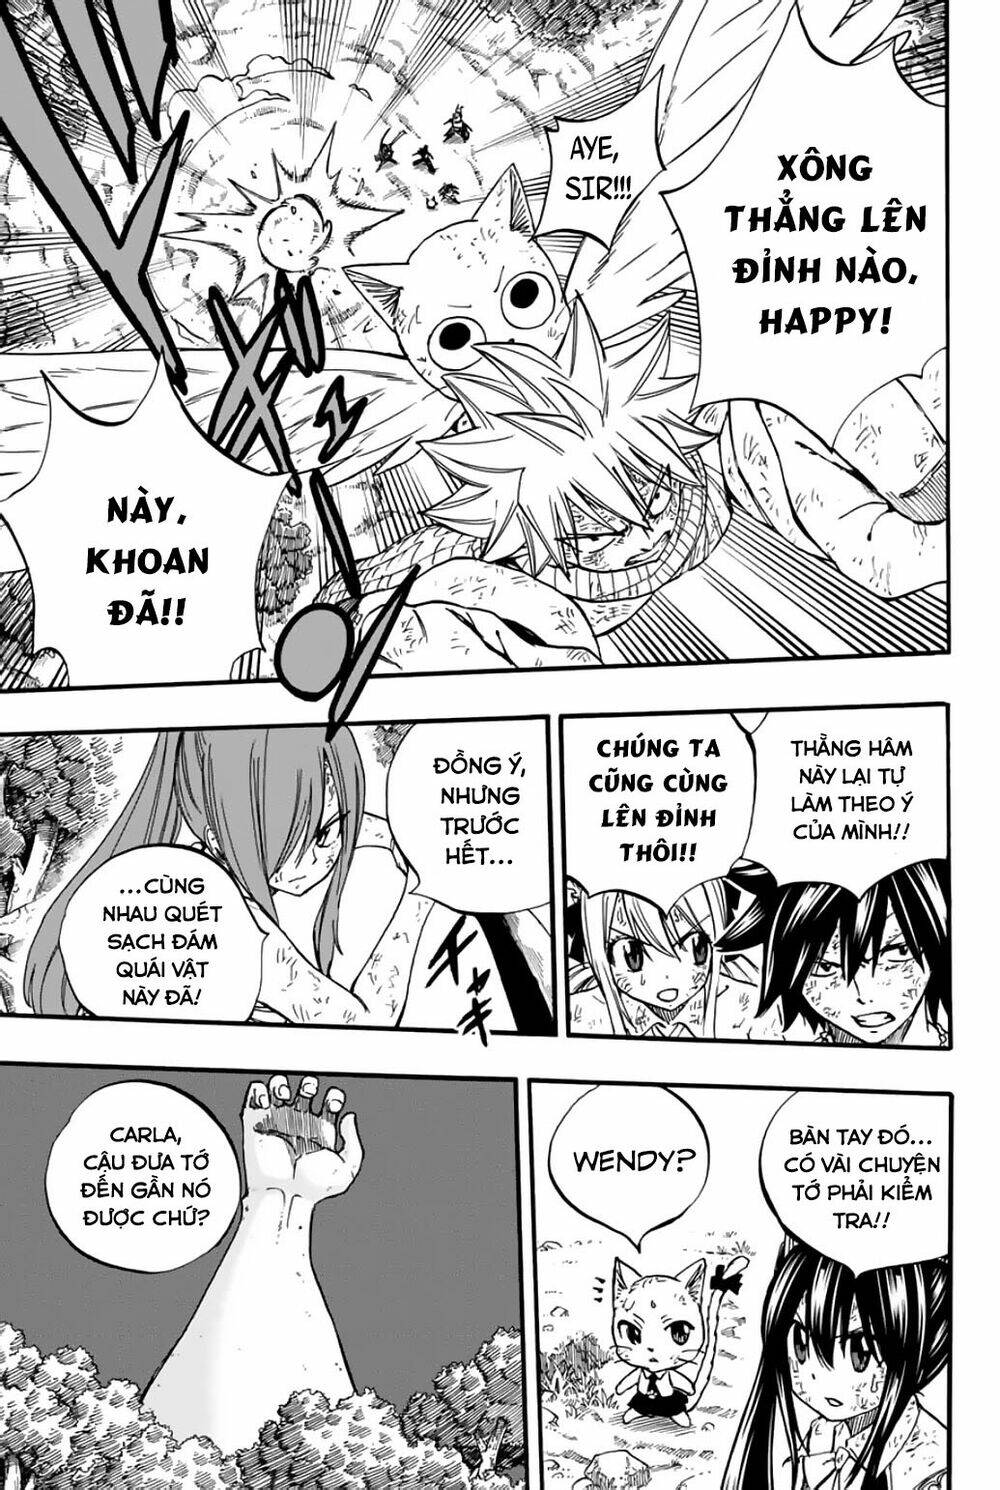 XÔNG
THẲNG LÊN
ĐỈNH NÀO,
HAPPY!
AYE,
SIR!!!
NÀY,
KHOAN
ĐÃ!!
THẰNG HÂM
NÀY LẠI TỰ
LÀM THEO Ý
CỦA MÌNH!!
CHÚNG TA
CŨNG CÙNG
LÊN ĐỈNH
THÔI!!
ĐỒNG Ý,
NHƯNG
TRƯỚC
HẾT...
...CÙNG
NHAU QUÉT
SẠCH ĐÁM
QUÁI VẬT
NÀY ĐÃ!
BÀN TAY ĐÓ...
CÓ VÀI CHUYỆN
TỚ PHẢI KIỂM
TRA!!
WENDY?
CARLA,
CẬU ĐƯA TỚ
ĐẾN GẦN NÓ
ĐƯỢC CHỨ?